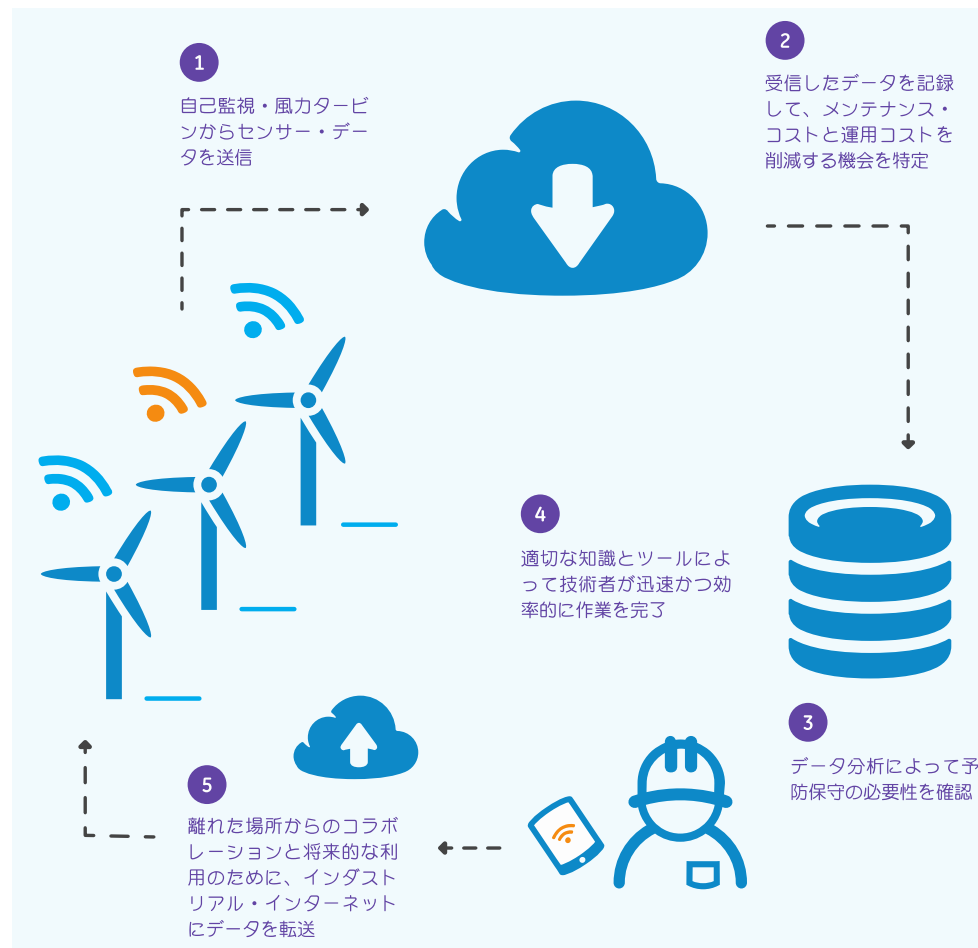 1
自己監視・風力タービ
ンからセンサー・デー
タを送信
2
受信したデータを記録
して、メンテナンス・
コストと運用コストを
削減する機会を特定
3
データ分析によって予
防保守の必要性を確認
4
適切な知識とツールによ
って技術者が迅速かつ効
率的に作業を完了
5
離れた場所からのコラボ
レーションと将来的な利
用のために、インダスト
リアル・インターネット
にデータを転送